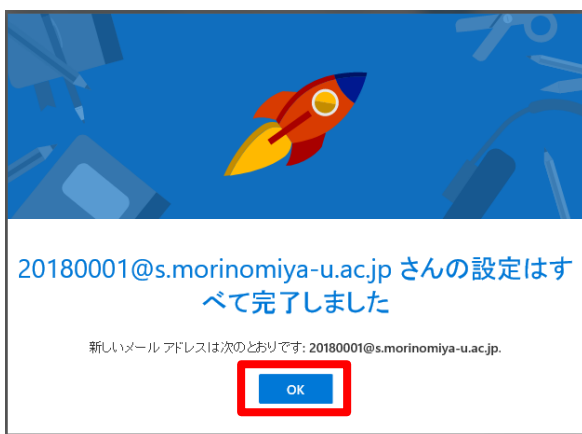 20180001@s.morinomiya-u.ac.jp さんの設定はす
べて完了しました
新しいメール アドレスは次のとおりです: 20180001@s.morinomiya-u.ac.jp.
OK